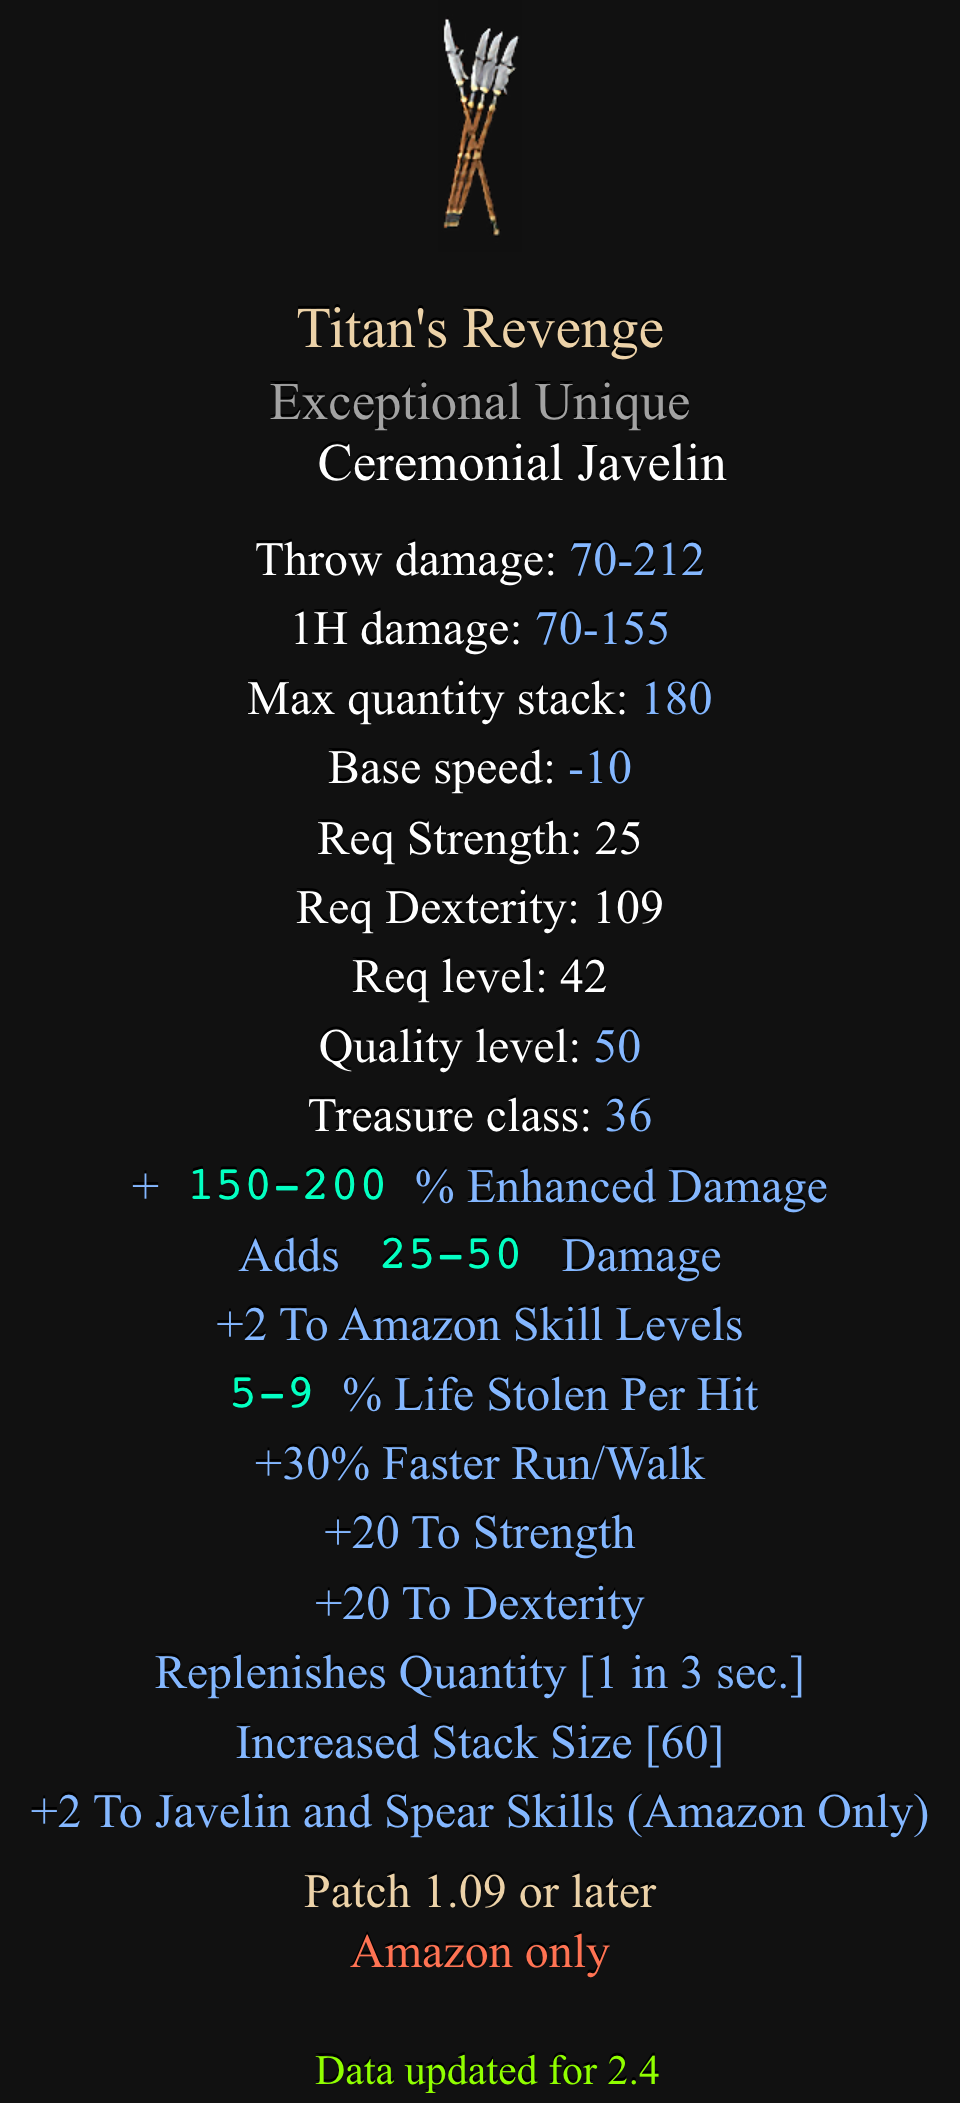 Titan's Revenge
Exceptional Unique
Ceremonial Javelin
Throw damage: 70-212
1H damage: 70-155
Max quantity stack: 180
Base speed: -10
Req Strength: 25
Req Dexterity: 109
Req level: 42
Quality level: 50
Treasure class: 36
+ 150-200 % Enhanced Damage
Adds 25-50 Damage
+2 To Amazon Skill Levels
5-9 % Life Stolen Per Hit
+30% Faster Run/Walk
+20 To Strength
+20 To Dexterity
Replenishes Quantity [1 in 3 sec.]
Increased Stack Size [60]
+2 To Javelin and Spear Skills (Amazon Only)
Patch 1.09 or later
Amazon only
Data updated for 2.4